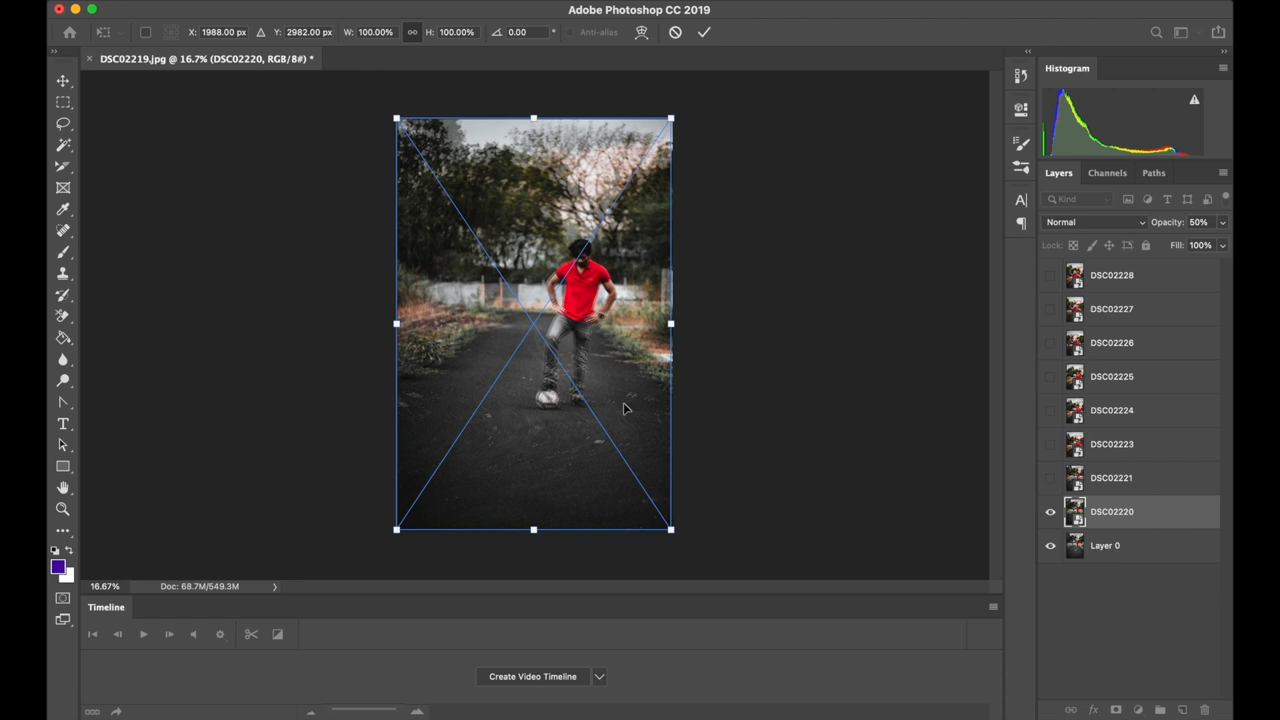 Adobe Photoshop CC 2019
X: 1988.00 px Y: 2982.00 px W: 100.00% H: 100.00% 0.00 ° Anti-alias
DSC02219.jpg @ 16.7% (DSC02220, RGB/8#) *
Histogram
Layers Channels Paths
Kind
Normal Opacity: 50%
Lock: Fill: 100%
DSC02228
DSC02227
DSC02226
DSC02225
DSC02224
DSC02223
DSC02221
DSC02220
Layer 0
16.67% Doc: 68.7M/549.3M
Timeline
Create Video Timeline